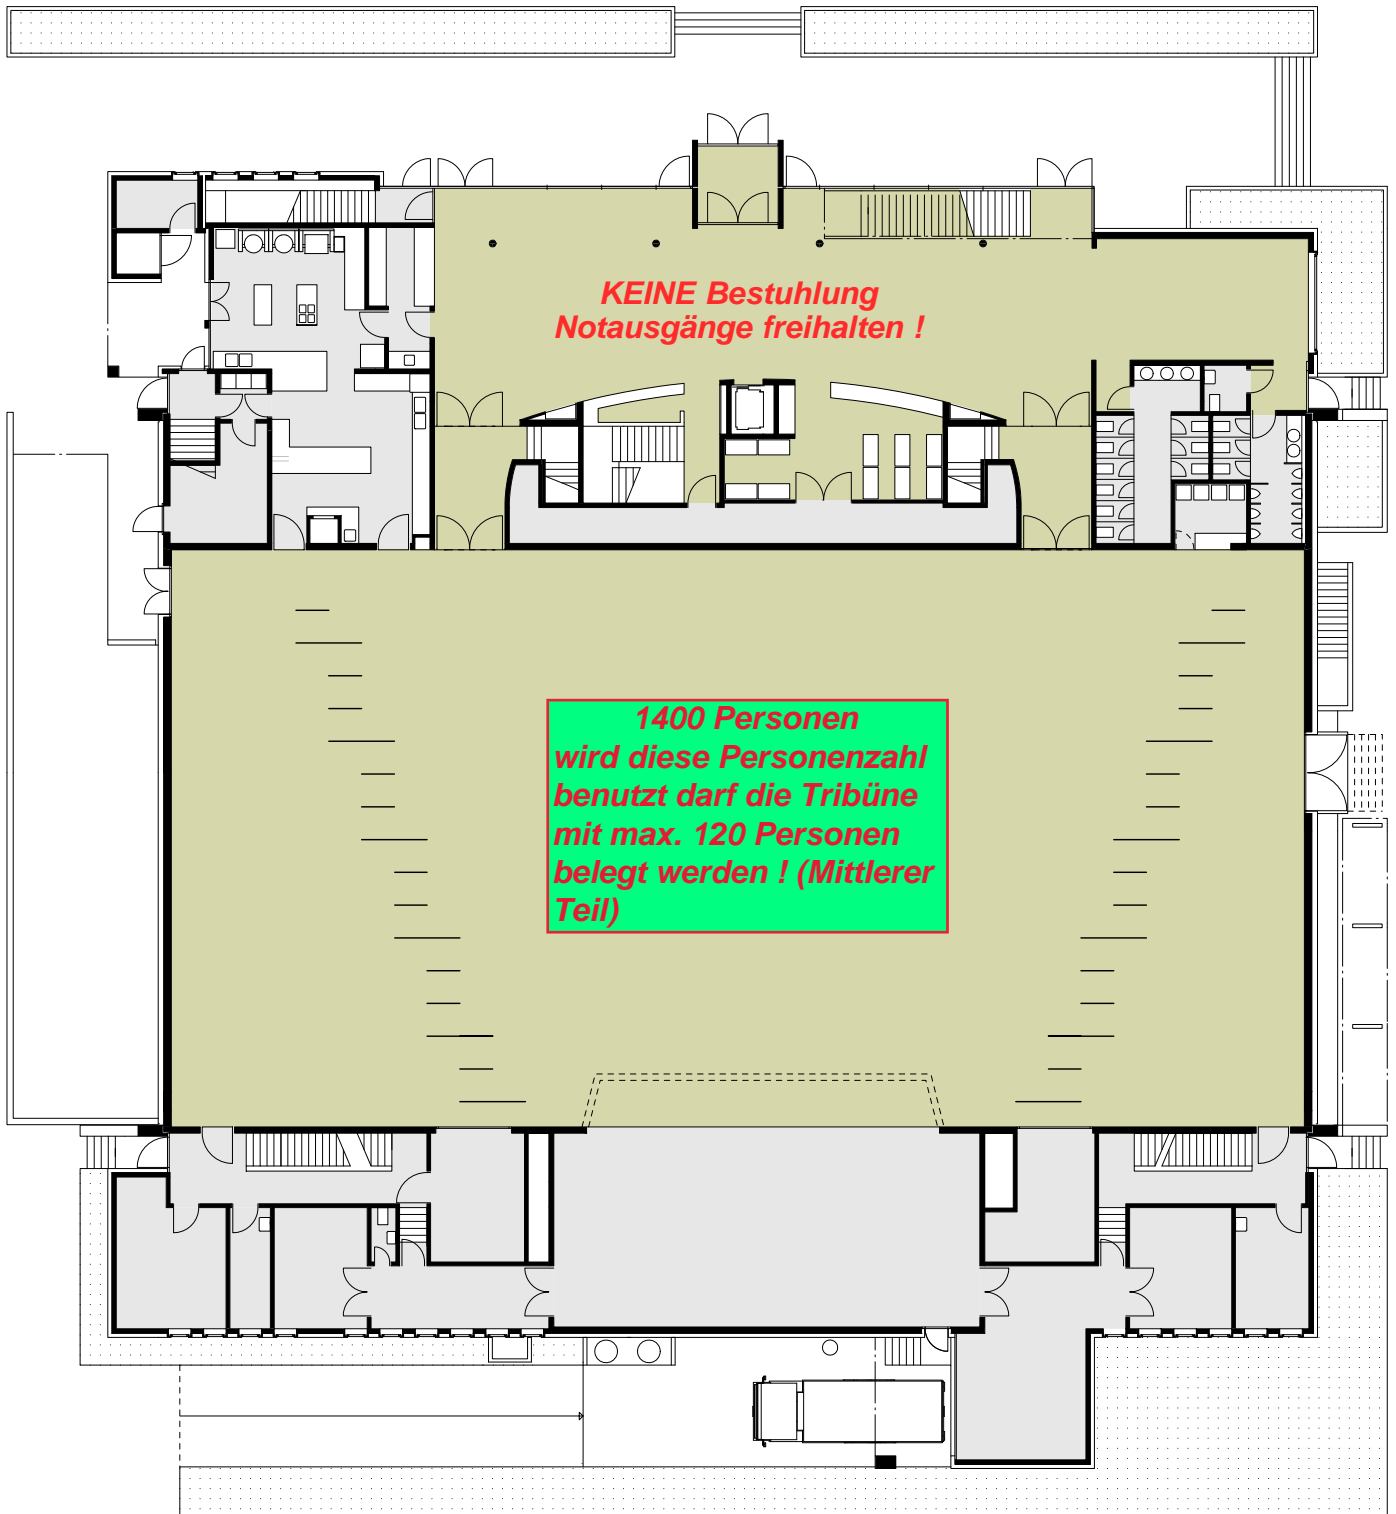 KEINE Bestuhlung
Notausgänge freihalten !
1400 Personen
wird diese Personenzahl
benutzt darf die Tribüne
mit max. 120 Personen
belegt werden ! (Mittlerer
Teil)